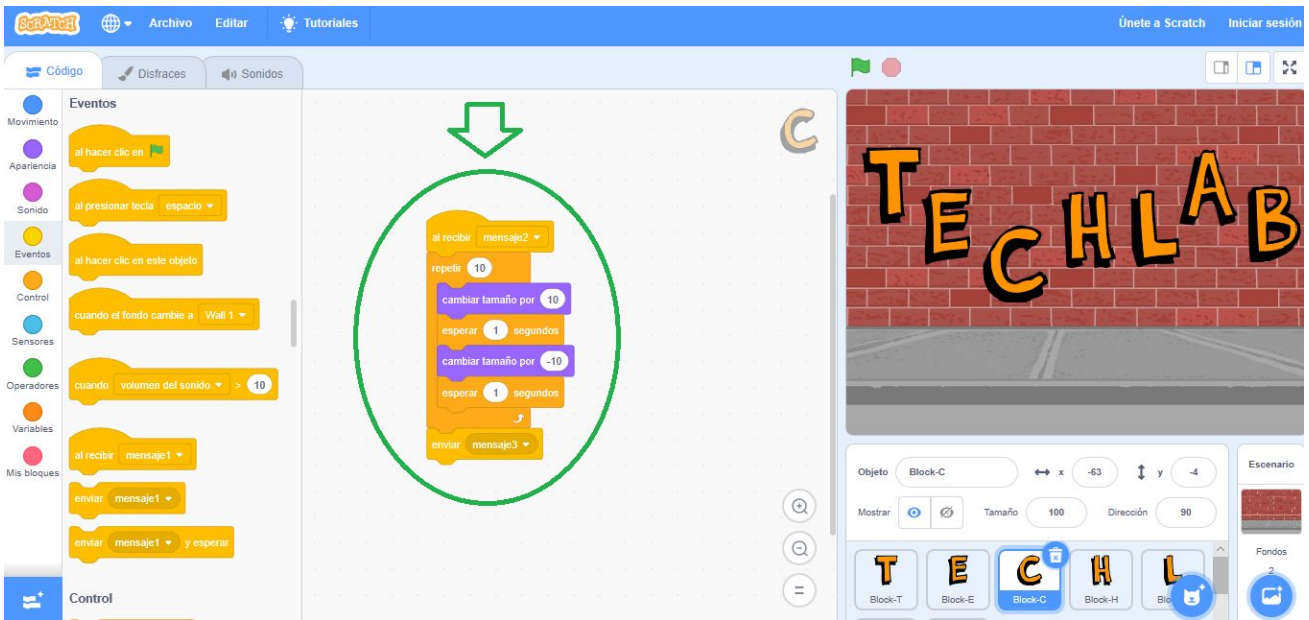 SCRATCH Archivo Editar Tutoriales Únete a Scratch Iniciar sesión
Código Disfraces Sonidos
Movimiento
Apariencia
Sonido
Eventos
Control
Sensores
Operadores
Variables
Mis bloques
Eventos
al hacer clic en
al presionar tecla espacio
al hacer clic en este objeto
cuando el fondo cambie a Wall 1
cuando volumen del sonido > 10
al recibir mensaje1
enviar mensaje1
enviar mensaje1 y esperar
Control
al recibir mensaje2
repetir 10
cambiar tamaño por 10
esperar 1 segundos
cambiar tamaño por -10
esperar 1 segundos
enviar mensaje3
C
=
TECHLAB
Objeto Block-C x -63 y -4
Mostrar Tamaño 100 Dirección 90
T E C H L
Block-T Block-E Block-C Block-H
Escenario
Fondos
2